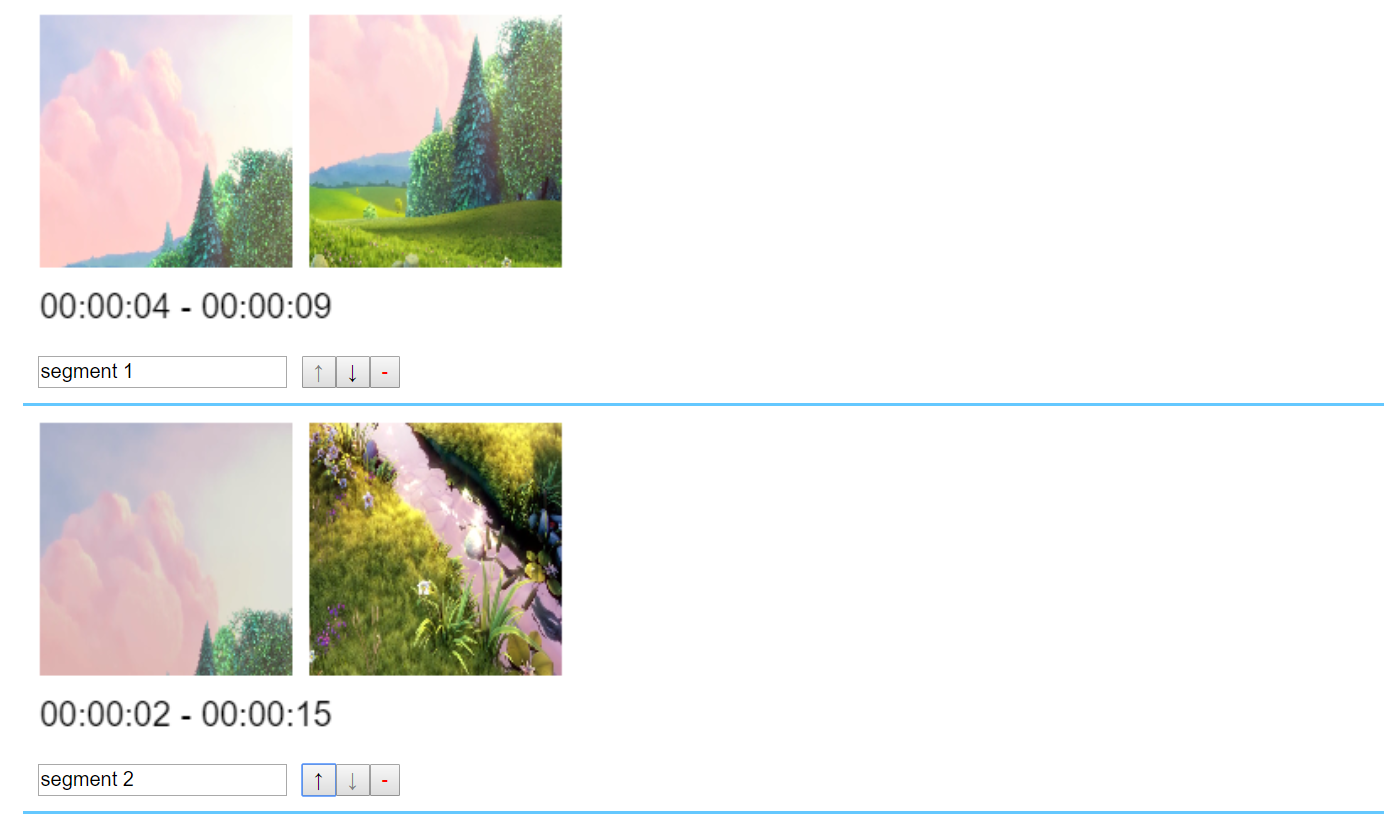 00:00:04 - 00:00:09
segment 1 ↑ ↓ -
00:00:02 - 00:00:15
segment 2 ↑ ↓ -